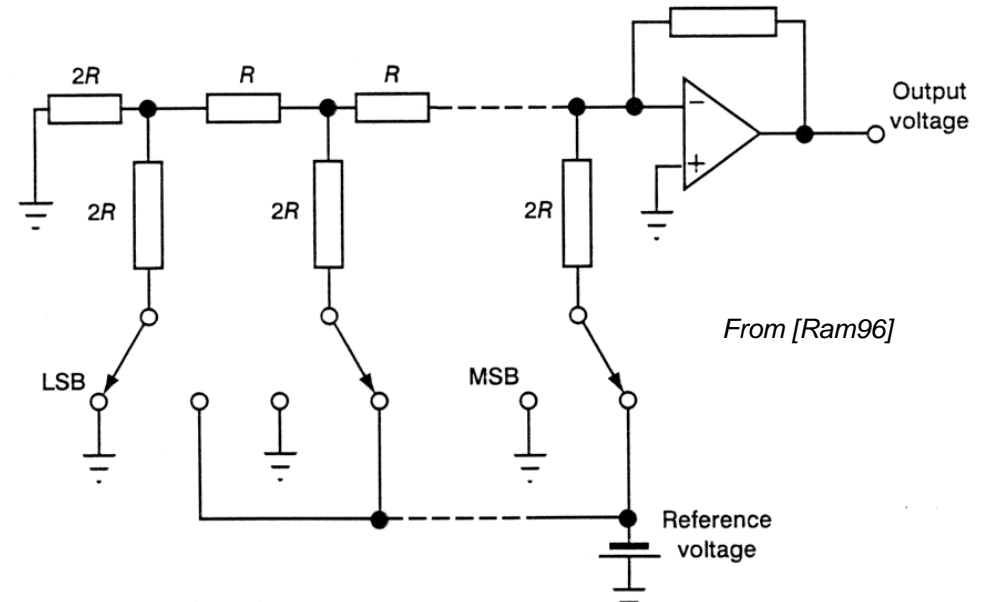 2R
R
R
Output
voltage
−
+
2R
2R
2R
From [Ram96]
LSB
MSB
Reference
voltage